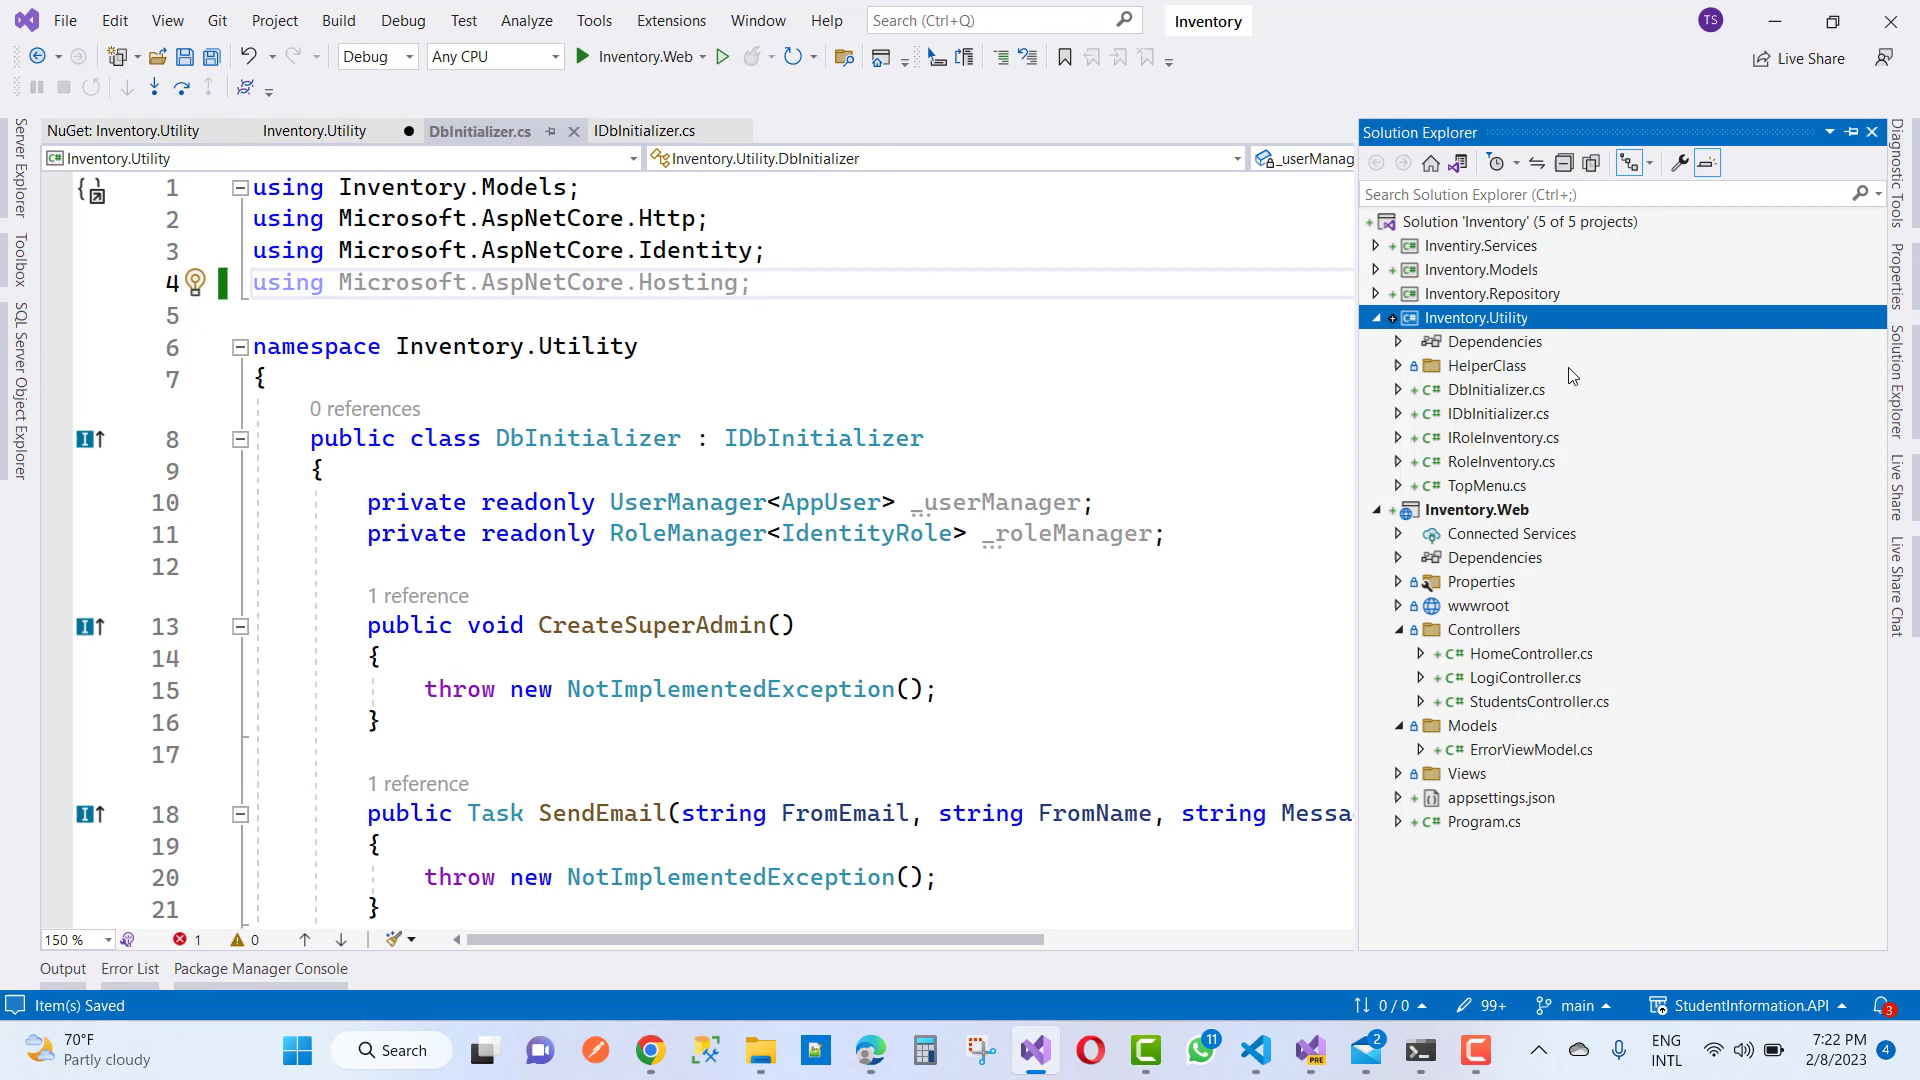 File Edit View Git Project Build Debug Test Analyze Tools Extensions Window Help Search (Ctrl+Q) Inventory TS
Debug Any CPU Inventory.Web Live Share
NuGet: Inventory.Utility Inventory.Utility DbInitializer.cs IDbInitializer.cs
Inventory.Utility Inventory.Utility.DbInitializer _userManag
1 using Inventory.Models;
2 using Microsoft.AspNetCore.Http;
3 using Microsoft.AspNetCore.Identity;
4 using Microsoft.AspNetCore.Hosting;
5
6 namespace Inventory.Utility
7 {
0 references
8 public class DbInitializer : IDbInitializer
9 {
10 private readonly UserManager<AppUser> _userManager;
11 private readonly RoleManager<IdentityRole> _roleManager;
12
1 reference
13 public void CreateSuperAdmin()
14 {
15 throw new NotImplementedException();
16 }
17
1 reference
18 public Task SendEmail(string FromEmail, string FromName, string Messa
19 {
20 throw new NotImplementedException();
21 }
150 % 1 0
Output Error List Package Manager Console
Server Explorer
Toolbox
SQL Server Object Explorer
Solution Explorer
Search Solution Explorer (Ctrl+;)
Solution 'Inventory' (5 of 5 projects)
Inventiry.Services
Inventory.Models
Inventory.Repository
Inventory.Utility
Dependencies
HelperClass
DbInitializer.cs
IDbInitializer.cs
IRoleInventory.cs
RoleInventory.cs
TopMenu.cs
Inventory.Web
Connected Services
Dependencies
Properties
wwwroot
Controllers
HomeController.cs
LogiController.cs
StudentsController.cs
Models
ErrorViewModel.cs
Views
appsettings.json
Program.cs
Diagnostic Tools
Properties
Solution Explorer
Live Share
Live Share Chat
Item(s) Saved 0 / 0 99+ main StudentInformation.API 3
70°F
Partly cloudy
Search
11
PRE
2
ENG
INTL
7:22 PM
2/8/2023
4